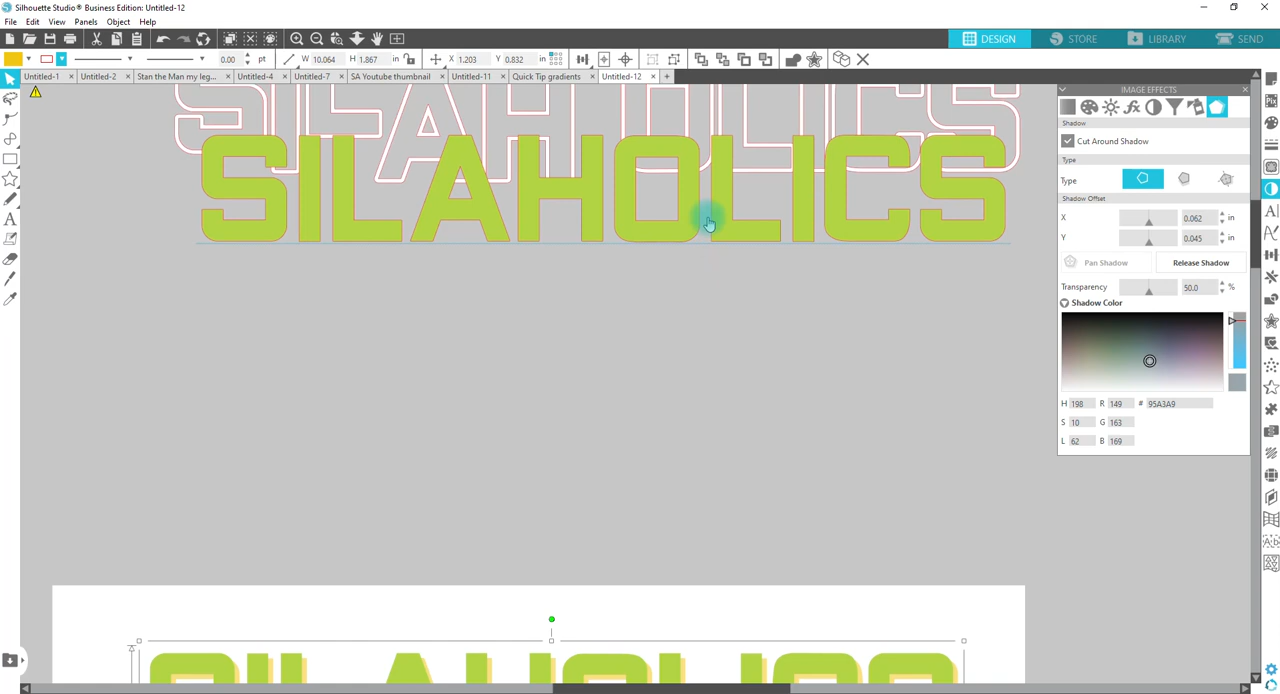 Silhouette Studio® Business Edition: Untitled-12
File Edit View Panels Object Help
DESIGN STORE LIBRARY SEND
0.00 pt W 10.064 H 1.867 in X 1.203 Y 0.832 in
Untitled-1 × Untitled-2 × Stan the Man my leg... × Untitled-4 × Untitled-7 × SA Youtube thumbnail × Untitled-11 × Quick Tip gradients × Untitled-12 × +
IMAGE EFFECTS
Shadow
Cut Around Shadow
Type
Type
Shadow Offset
X 0.062 in
Y 0.045 in
Pan Shadow Release Shadow
Transparency 50.0 %
Shadow Color
H 198 R 149 # 95A3A9
S 10 G 163
L 62 B 169
SILAHOLICS
SILAHOLICS
SILAHOLICS